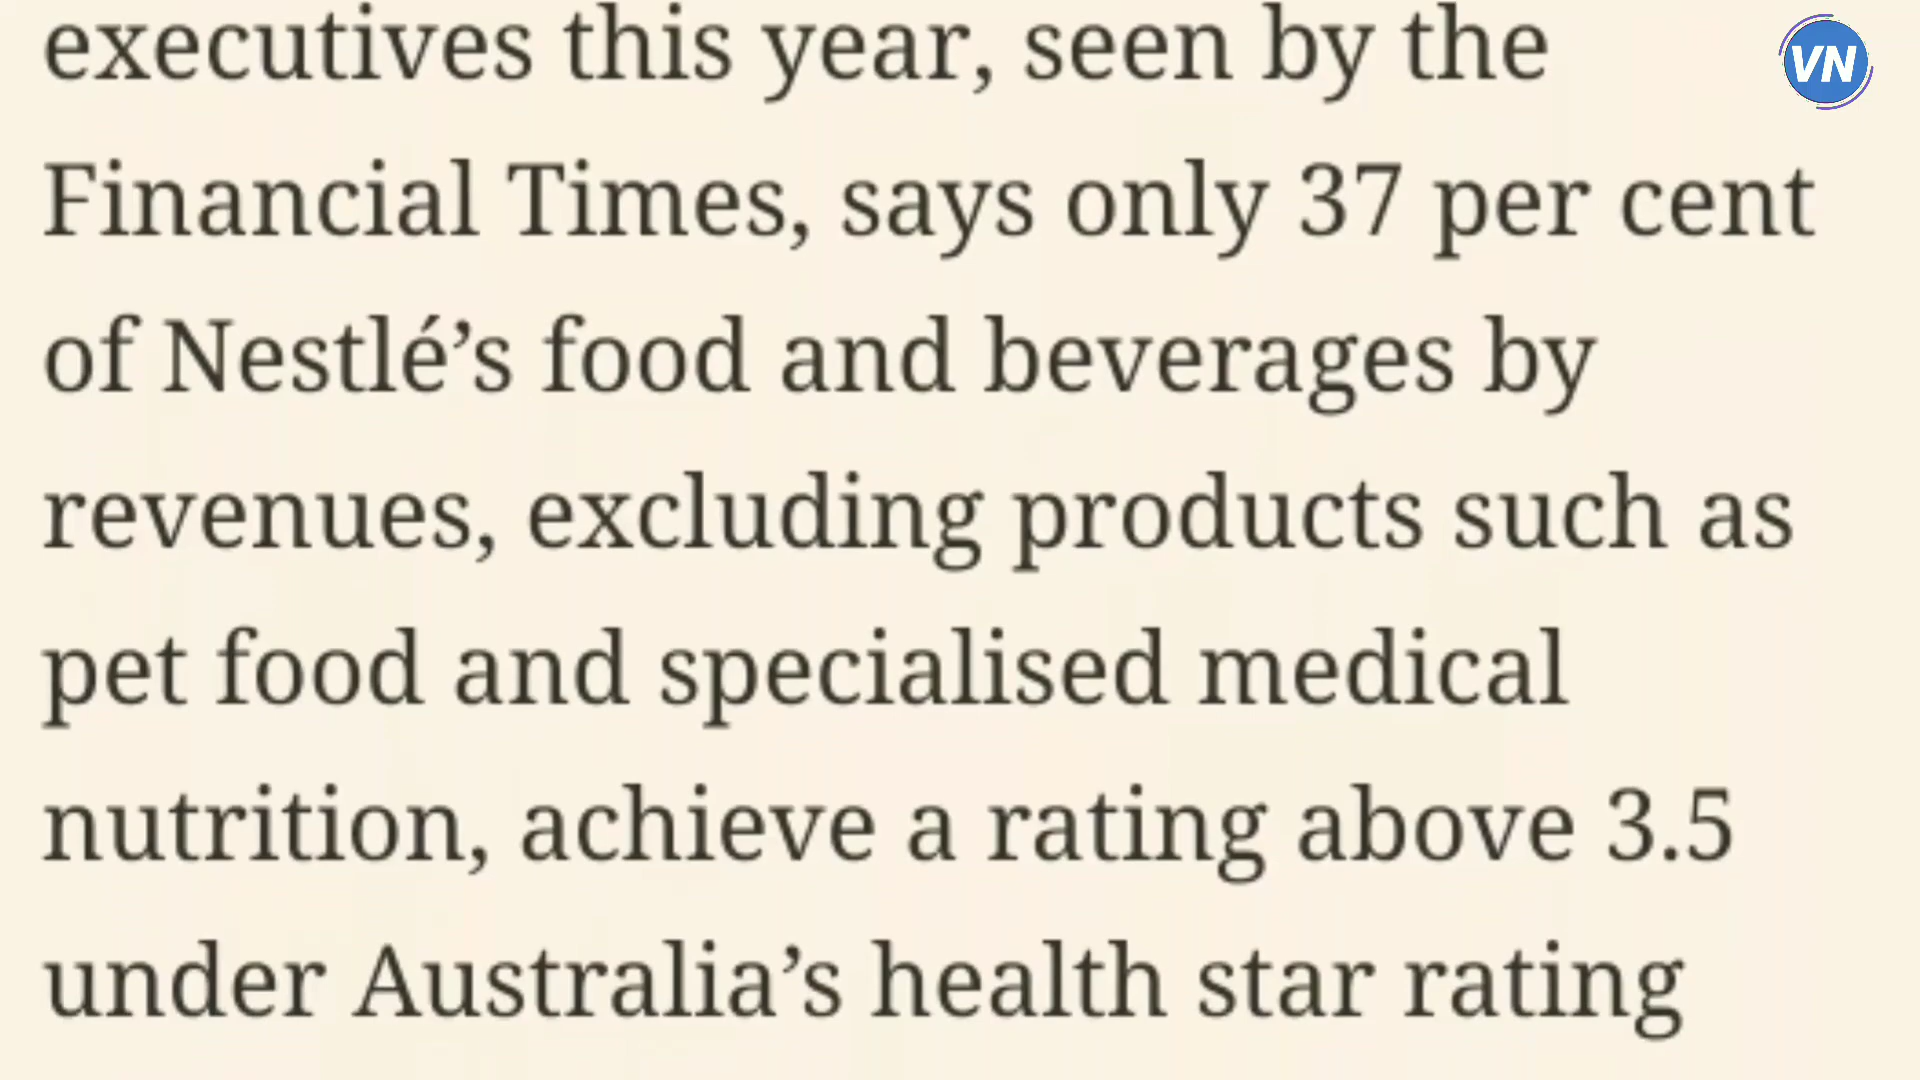 executives this year, seen by the
VN
Financial Times, says only 37 per cent
of Nestlé’s food and beverages by
revenues, excluding products such as
pet food and specialised medical
nutrition, achieve a rating above 3.5
under Australia’s health star rating